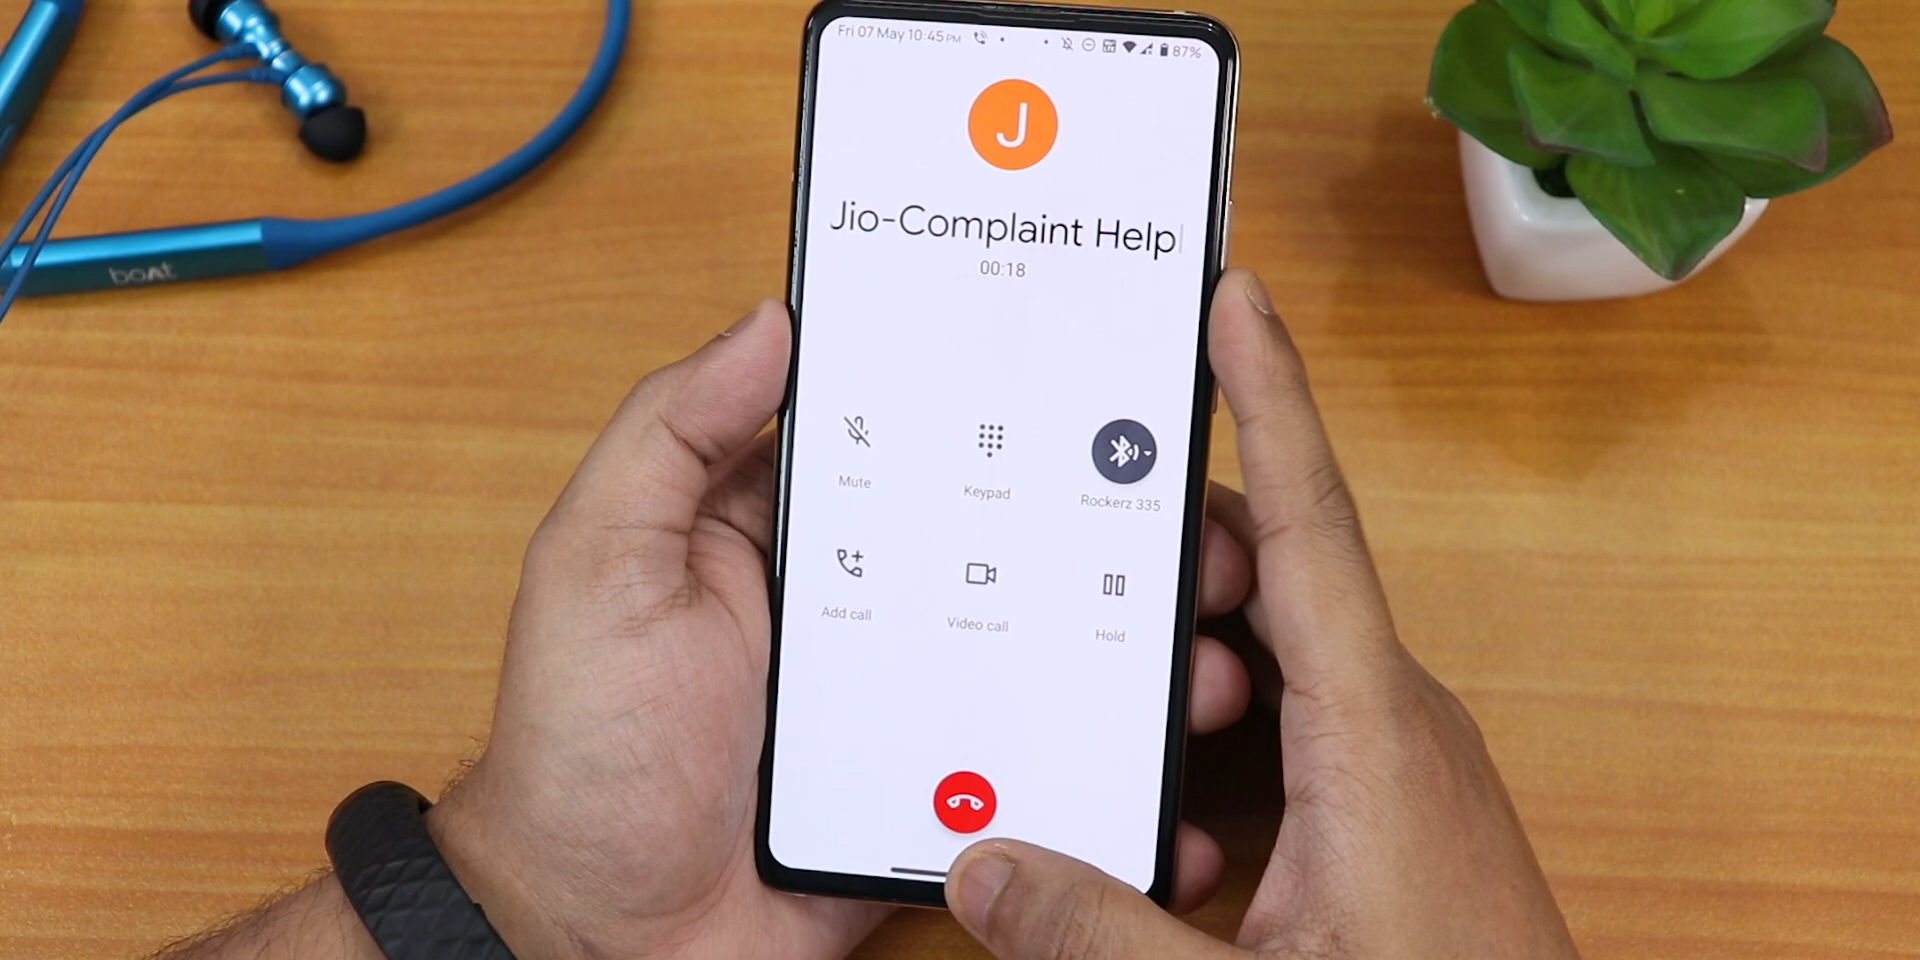 Fri 07 May 10:45 PM
87%
J
Jio-Complaint Help
00:18
Mute
Keypad
Rockerz 335
Add call
Video call
Hold
boAt